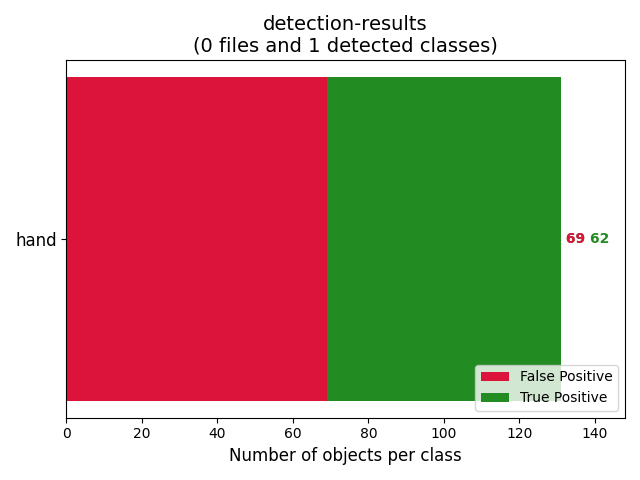 detection-results
(0 files and 1 detected classes)
hand
69 62
False Positive
True Positive
0 20 40 60 80 100 120 140
Number of objects per class